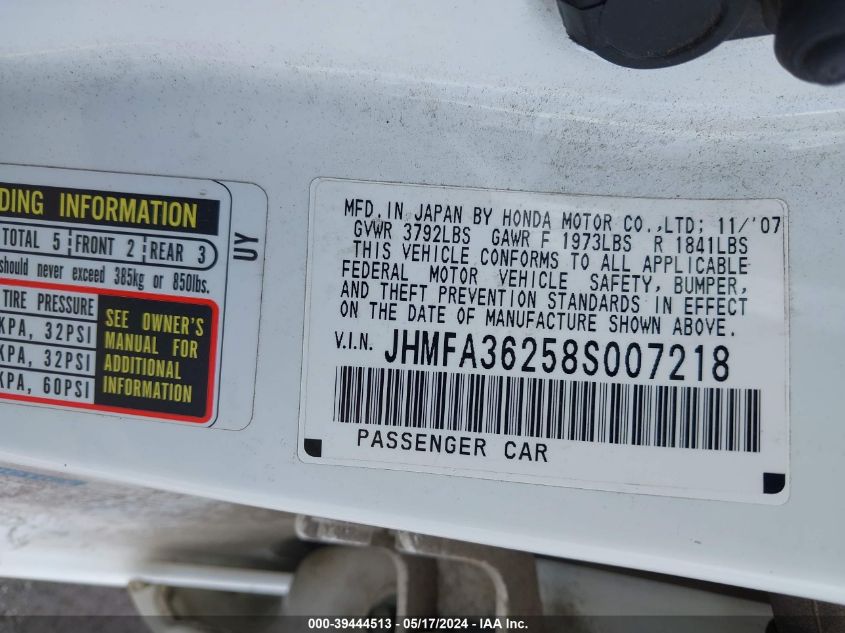 DING INFORMATION
TOTAL 5 FRONT 2 REAR 3
should never exceed 385kg or 850lbs.
TIRE PRESSURE
KPA, 32PSI
KPA, 32PSI
KPA, 60PSI
SEE OWNER'S
MANUAL FOR
ADDITIONAL
INFORMATION
UY
MFD.IN JAPAN BY HONDA MOTOR CO.,LTD; 11/'07
GVWR 3792LBS GAWR F 1973LBS R 1841LBS
THIS VEHICLE CONFORMS TO ALL APPLICABLE
FEDERAL MOTOR VEHICLE SAFETY, BUMPER,
AND THEFT PREVENTION STANDARDS IN EFFECT
ON THE DATE OF MANUFACTURE SHOWN ABOVE.
V.I.N. JHMFA36258S007218
PASSENGER CAR
000-39444513 - 05/17/2024 - IAA Inc.